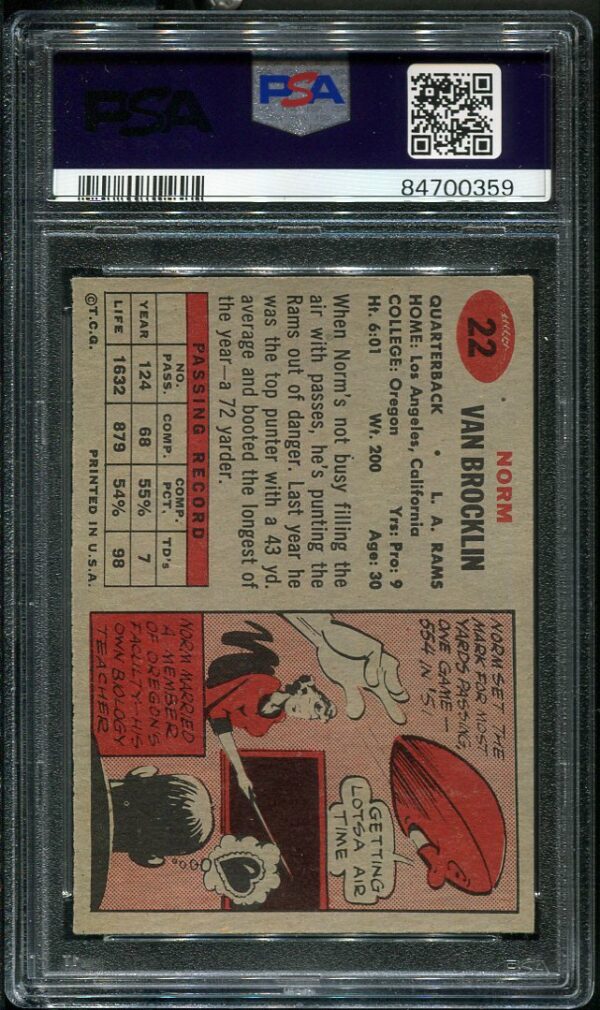 PSA
PSA
84700359
22
NORM
VAN BROCKLIN
QUARTERBACK • L. A. RAMS
HOME: Los Angeles, California
COLLEGE: Oregon Yrs: Pro: 9
Ht. 6:01 Wt. 200 Age: 30
When Norm's not busy filling the
air with passes, he's punting the
Rams out of danger. Last year he
was the top punter with a 43 yd.
average and booted the longest of
the year—a 72 yarder.
PASSING RECORD
NO. PASS. COMP. COMP. PCT. TD's
YEAR 124 68 55% 7
LIFE 1632 879 54% 98
©T.C.G. PRINTED IN U.S.A.
NORM SET THE
MARK FOR MOST
YARDS PASSING,
ONE GAME—
554 IN '51
GETTING
LOTSA AIR
TIME
NORM MARRIED
A MEMBER
OF OREGON'S
FACULTY—HIS
OWN BIOLOGY
TEACHER